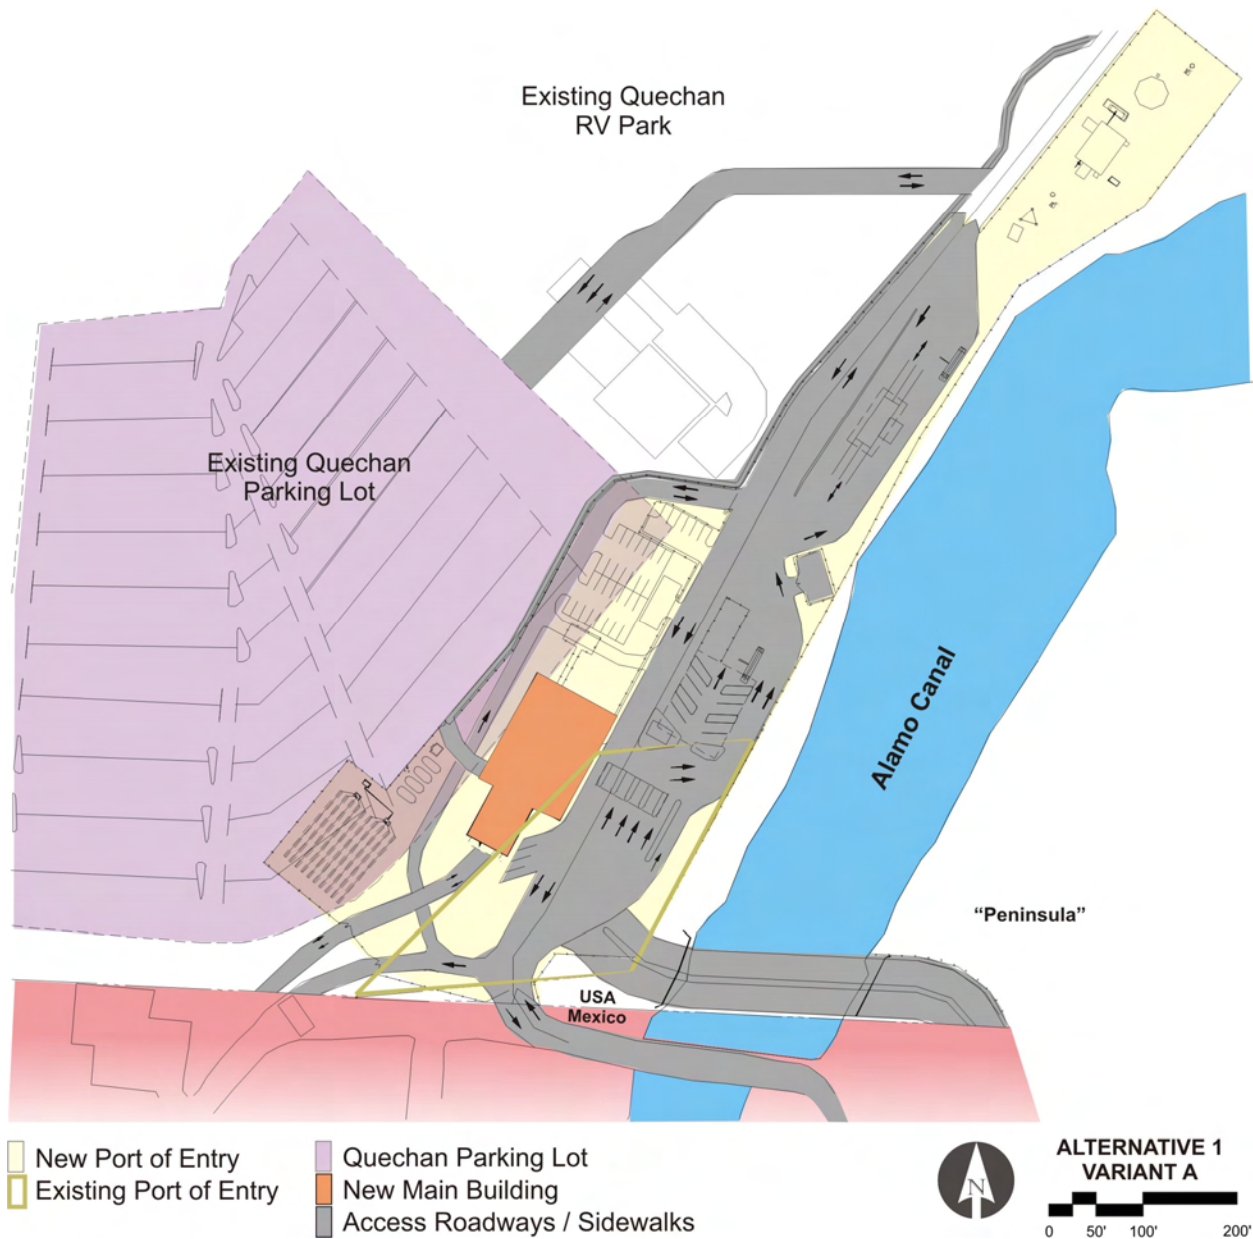 Existing Quechan
RV Park
Existing Quechan
Parking Lot
Alamo Canal
“Peninsula”
USA
Mexico
New Port of Entry
Existing Port of Entry
Quechan Parking Lot
New Main Building
Access Roadways / Sidewalks
N
ALTERNATIVE 1
VARIANT A
0 50' 100' 200'